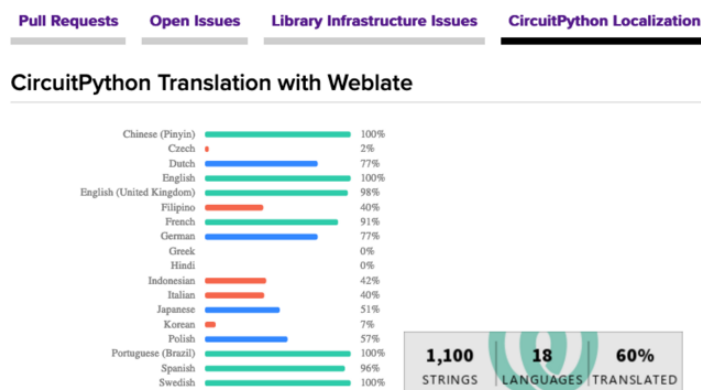 Pull Requests Open Issues Library Infrastructure Issues CircuitPython Localization
CircuitPython Translation with Weblate
Chinese (Pinyin) 100%
Czech 2%
Dutch 77%
English 100%
English (United Kingdom) 98%
Filipino 40%
French 91%
German 77%
Greek 0%
Hindi 0%
Indonesian 42%
Italian 40%
Japanese 51%
Korean 7%
Polish 57%
Portuguese (Brazil) 100%
Spanish 96%
Swedish 100%
1,100 18 60%
STRINGS LANGUAGES TRANSLATED